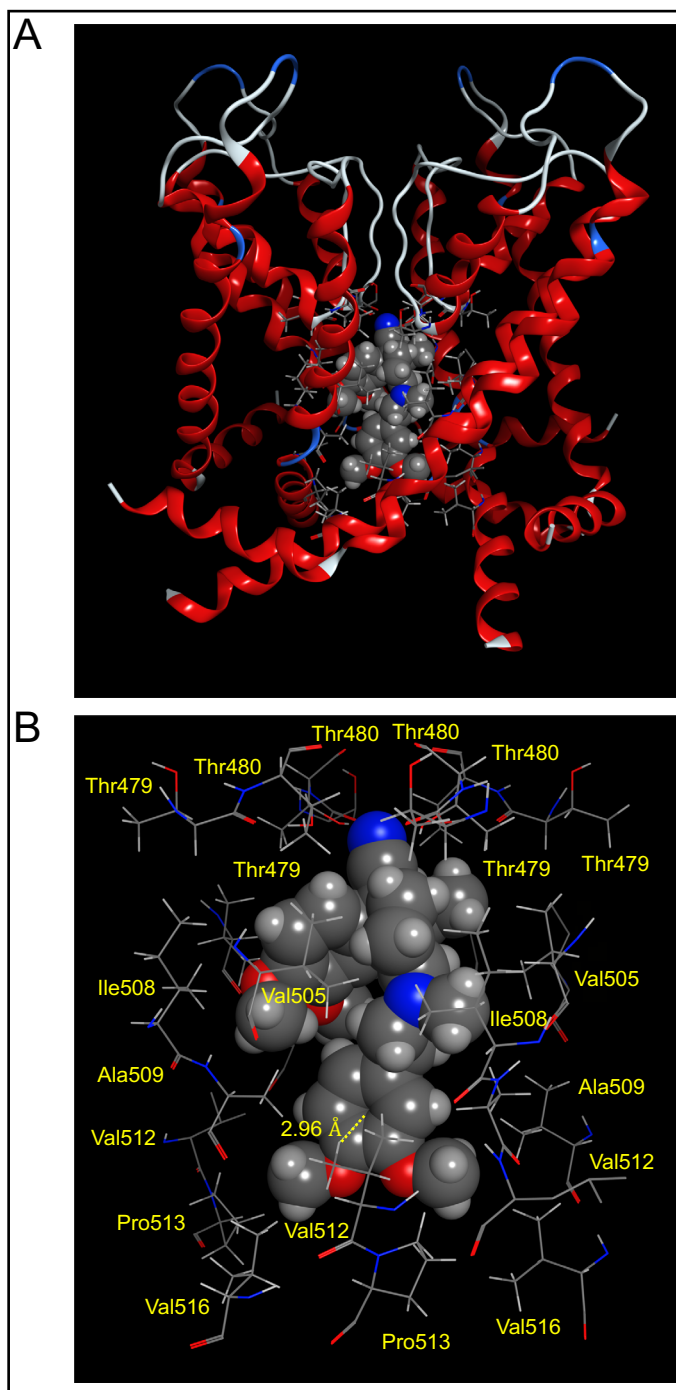 A
B
Thr480 Thr480
Thr480 Thr480
Thr479
Thr479 Thr479 Thr479
Ile508 Val505 Ile508 Val505
Ala509 Ala509
2.96 Å
Val512 Val512
Val512
Pro513
Val516 Val516
Pro513